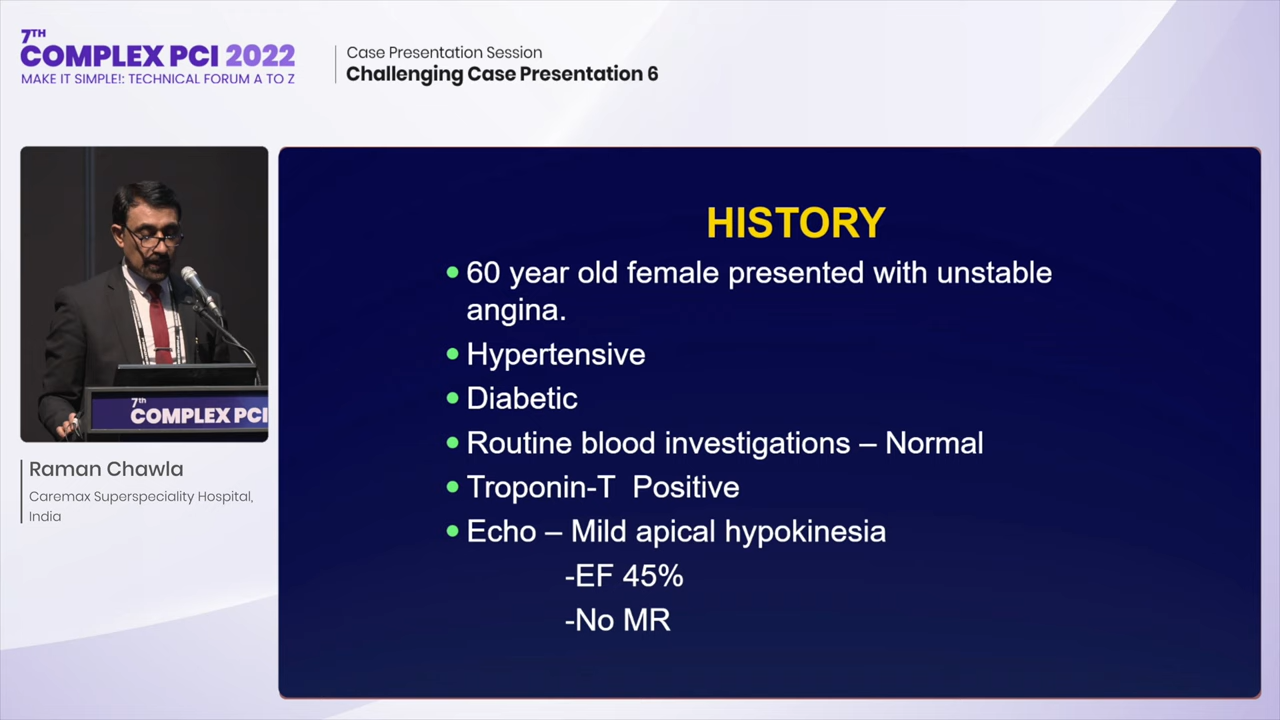 7TH
COMPLEX PCI 2022
MAKE IT SIMPLE!: TECHNICAL FORUM A TO Z
Case Presentation Session
Challenging Case Presentation 6
7th
COMPLEX PCI
Raman Chawla
Caremax Superspeciality Hospital,
India
HISTORY
• 60 year old female presented with unstable
angina.
• Hypertensive
• Diabetic
• Routine blood investigations – Normal
• Troponin-T Positive
• Echo – Mild apical hypokinesia
-EF 45%
-No MR